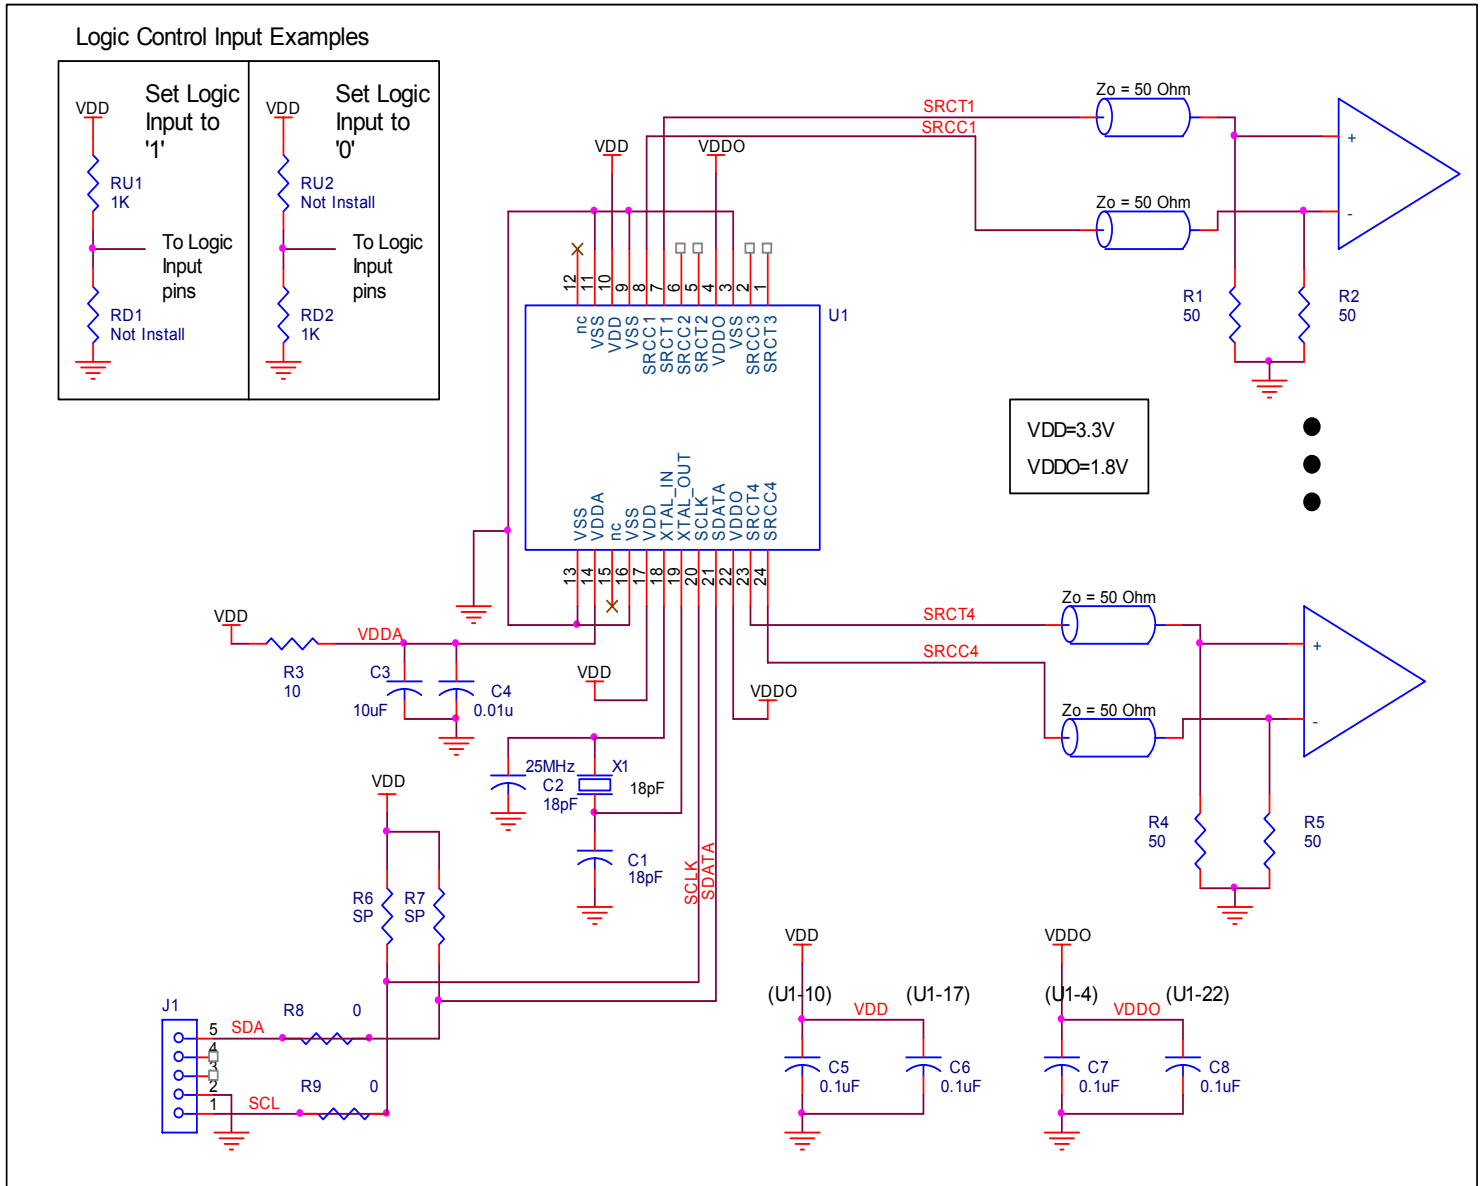 Logic Control Input Examples
VDD
Set Logic
Input to
'1'
RU1
1K
To Logic
Input
pins
RD1
Not Install
VDD
Set Logic
Input to
'0'
RU2
Not Install
To Logic
Input
pins
RD2
1K
VDD
VDDO
SRCT1
SRCC1
Zo = 50 Ohm
Zo = 50 Ohm
+
-
R1
50
R2
50
12
11
10
9
8
7
6
5
4
3
2
1
U1
nc
VSS
VDD
VSS
SRCC1
SRCT1
SRCC2
SRCT2
VDDO
VSS
SRCC3
SRCT3
VDD=3.3V
VDDO=1.8V
VSS
VDDA
nc
VSS
VDD
XTAL_IN
XTAL_OUT
SCLK
SDATA
VDDO
SRCT4
SRCC4
13
14
15
16
17
18
19
20
21
22
23
24
SRCT4
SRCC4
Zo = 50 Ohm
Zo = 50 Ohm
+
-
R4
50
R5
50
VDD
VDDA
R3
10
C3
10uF
C4
0.01u
VDD
VDDO
25MHz
X1
C2
18pF
18pF
C1
18pF
SCLK
SDATA
VDD
R6
SP
R7
SP
J1
5
4
3
2
1
SDA
R8
0
R9
0
SCL
VDD
(U1-10)
(U1-17)
VDD
C5
0.1uF
C6
0.1uF
VDDO
(U1-4)
(U1-22)
VDDO
C7
0.1uF
C8
0.1uF